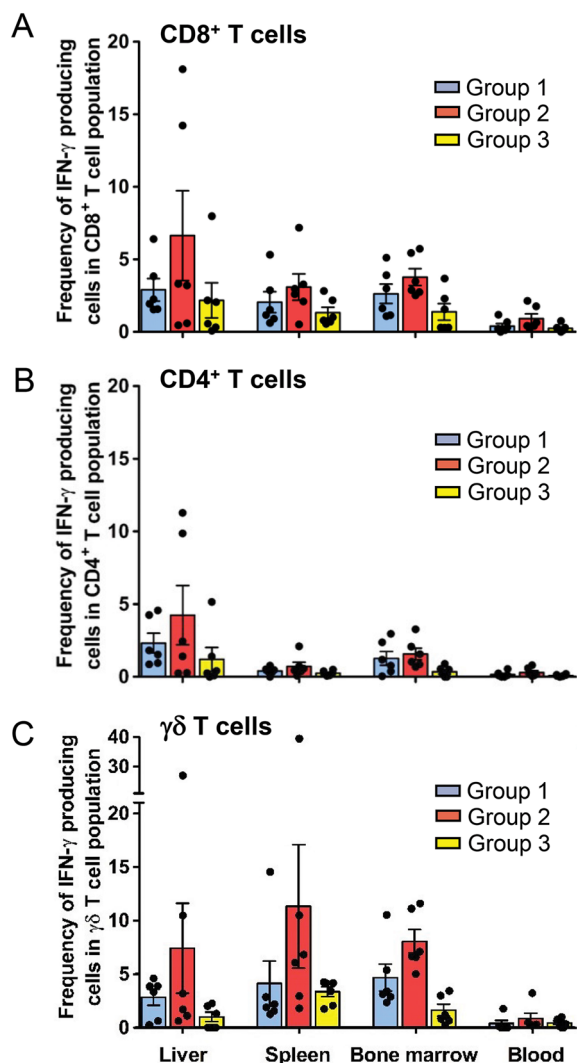 A
CD8⁺ T cells
Frequency of IFN-γ producing
cells in CD8⁺ T cell population
20
15
10
5
0
Group 1
Group 2
Group 3
B
CD4⁺ T cells
Frequency of IFN-γ producing
cells in CD4⁺ T cell population
20
15
10
5
0
Group 1
Group 2
Group 3
C
γδ T cells
Frequency of IFN-γ producing
cells in γδ T cell population
40
30
20
15
10
5
0
Group 1
Group 2
Group 3
Liver Spleen Bone marrow Blood